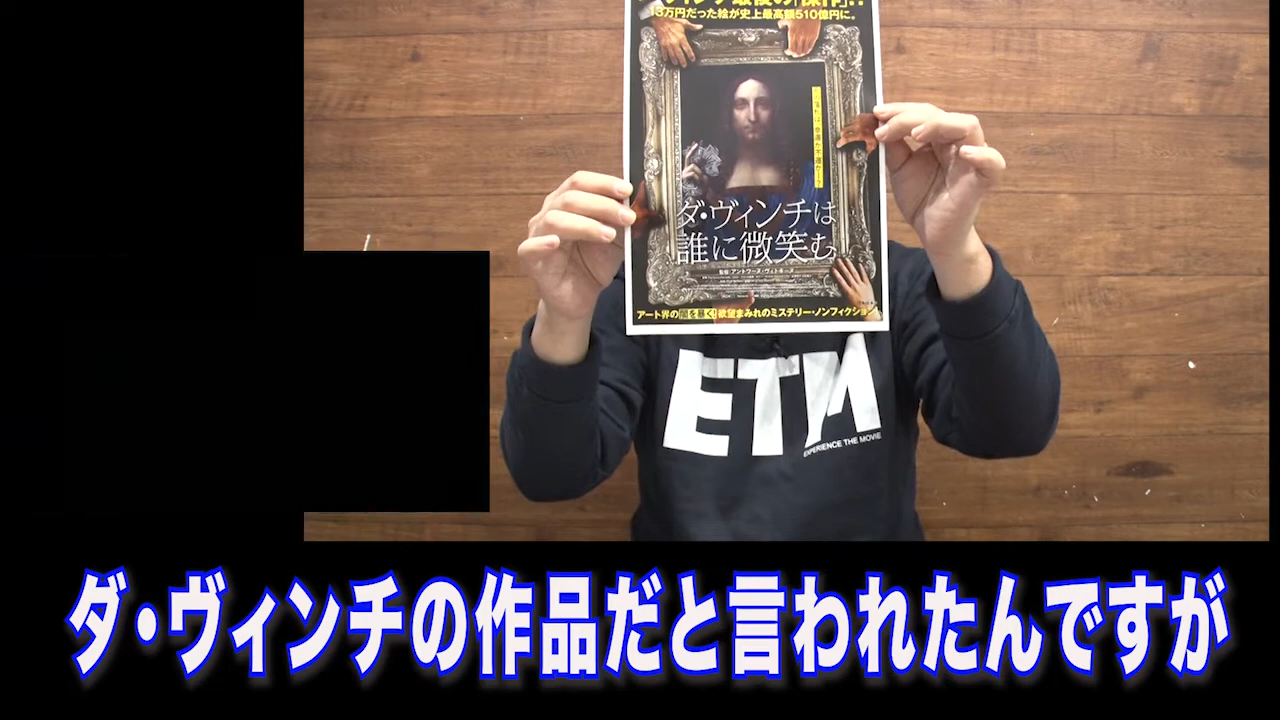 13万円だった絵が史上最高額510億円に。
ダ・ヴィンチは
誰に微笑む
監督:アントワーヌ・ヴィトキーヌ
アート界の闇を暴く!欲望まみれのミステリー・ノンフィクション。
ETM
EXPERIENCE THE MOVIE
ダ・ヴィンチの作品だと言われたんですが